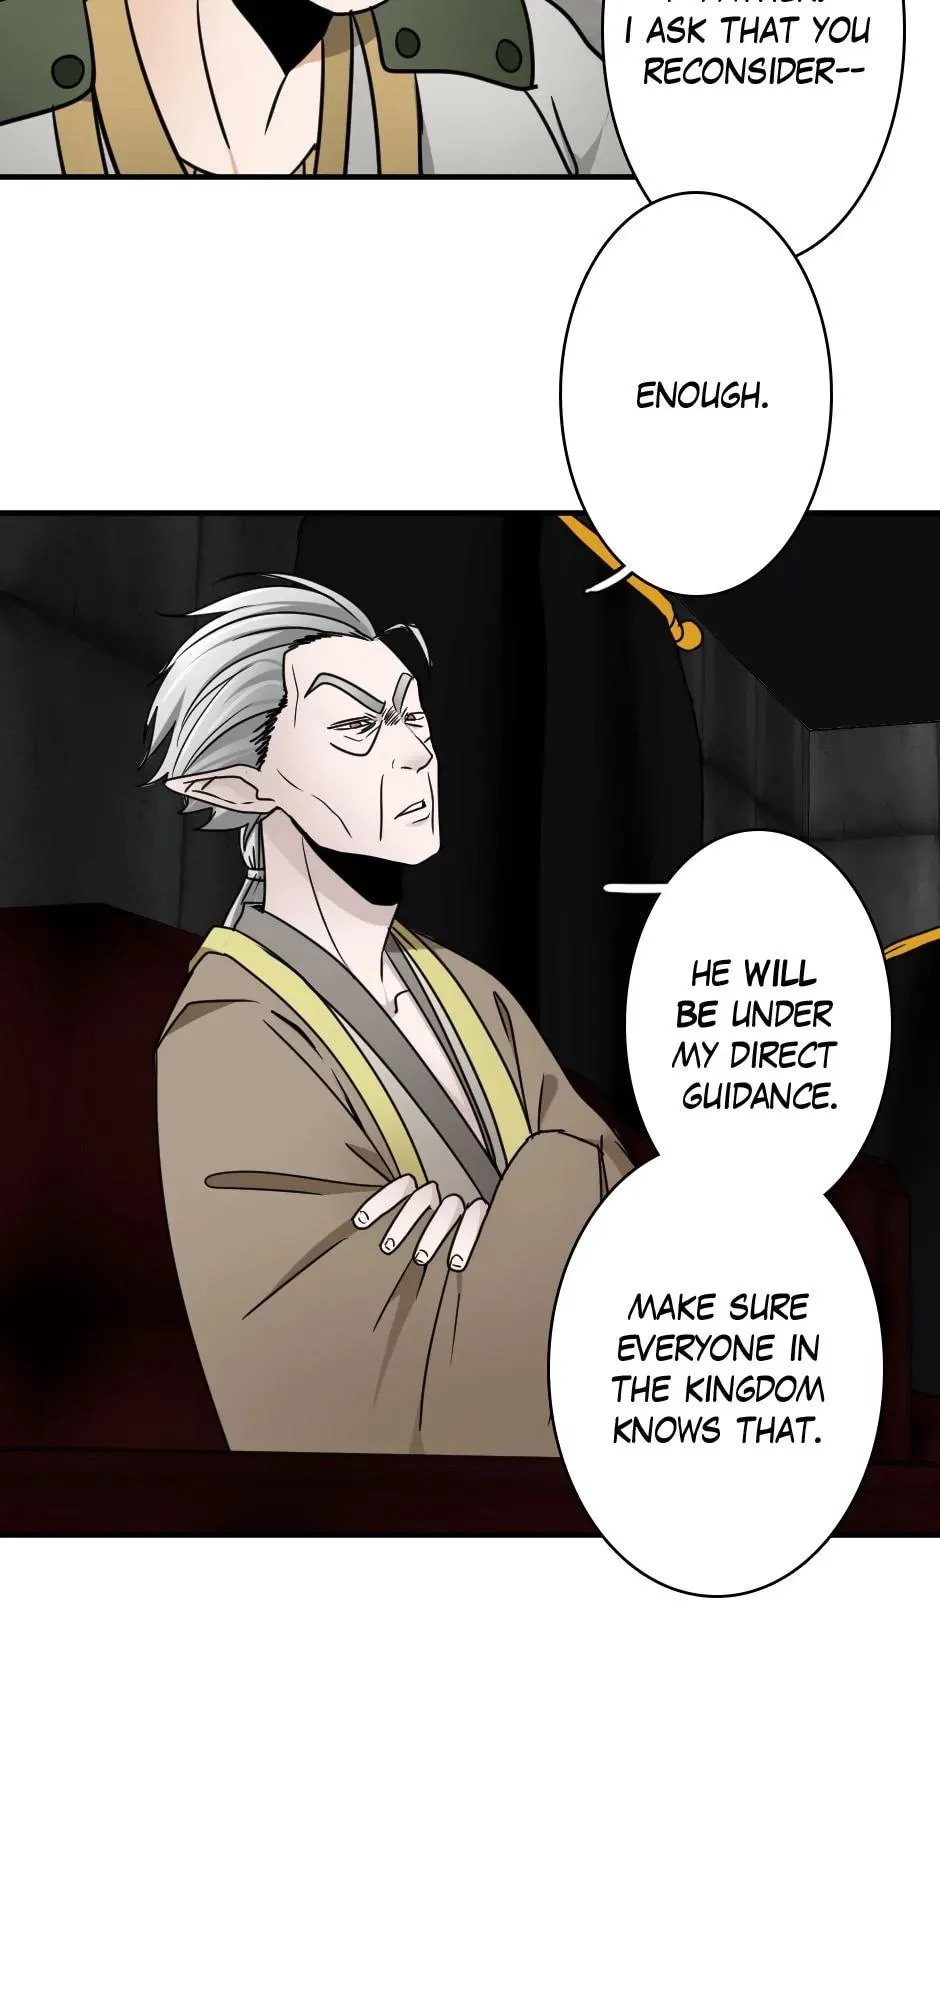 FATHER.
I ASK THAT YOU
RECONSIDER--
ENOUGH.
HE WILL
BE UNDER
MY DIRECT
GUIDANCE.
MAKE SURE
EVERYONE IN
THE KINGDOM
KNOWS THAT.